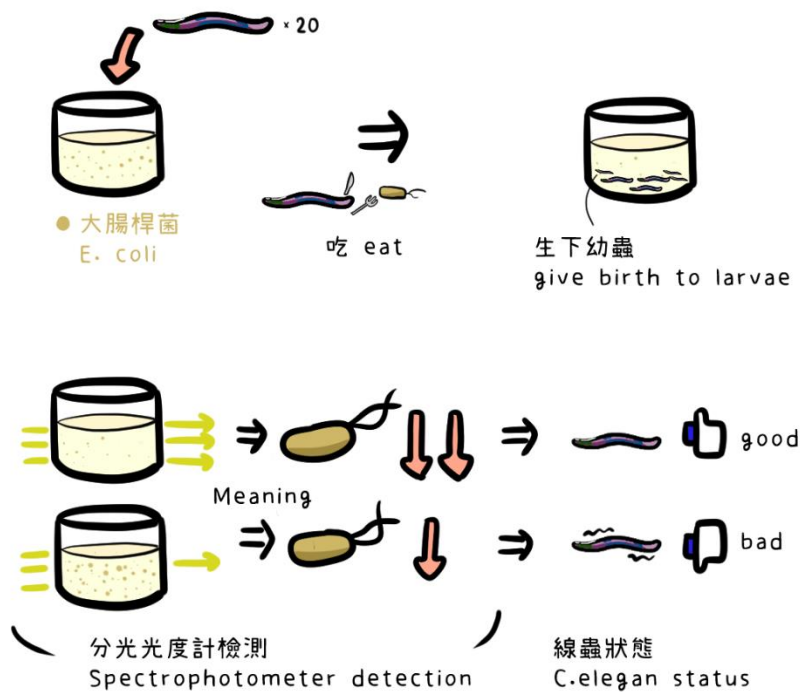 × 20
大腸桿菌
E. coli
吃 eat
生下幼蟲
give birth to larvae
good
Meaning
bad
分光光度計檢測
Spectrophotometer detection
線蟲狀態
C.elegan status